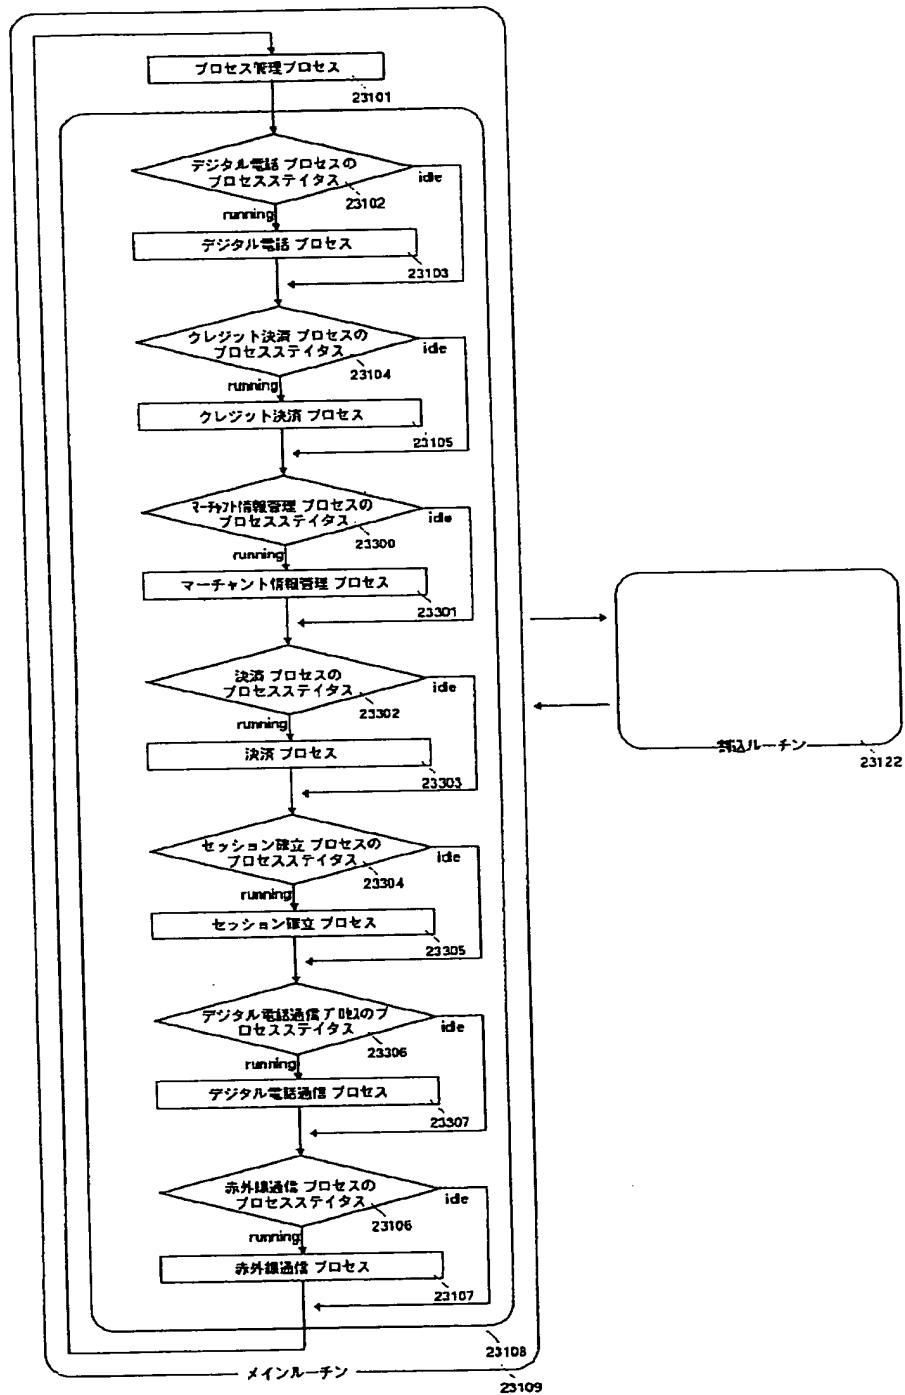 プロセス管理プロセス
23101
デジタル電話 プロセスの
プロセスステイタス
idle
23102
running
デジタル電話 プロセス
23103
クレジット決済 プロセスの
プロセスステイタス
idle
23104
running
クレジット決済 プロセス
23105
マーチャント情報管理 プロセスの
プロセスステイタス
idle
23300
running
マーチャント情報管理 プロセス
23301
決済 プロセスの
プロセスステイタス
idle
23302
running
決済 プロセス
23303
割込ルーチン
23122
セッション確立 プロセスの
プロセスステイタス
idle
23304
running
セッション確立 プロセス
23305
デジタル電話通信 プロセスのプ
ロセスステイタス
idle
23306
running
デジタル電話通信 プロセス
23307
赤外線通信 プロセスの
プロセスステイタス
idle
23106
running
赤外線通信 プロセス
23107
23108
メインルーチン
23109